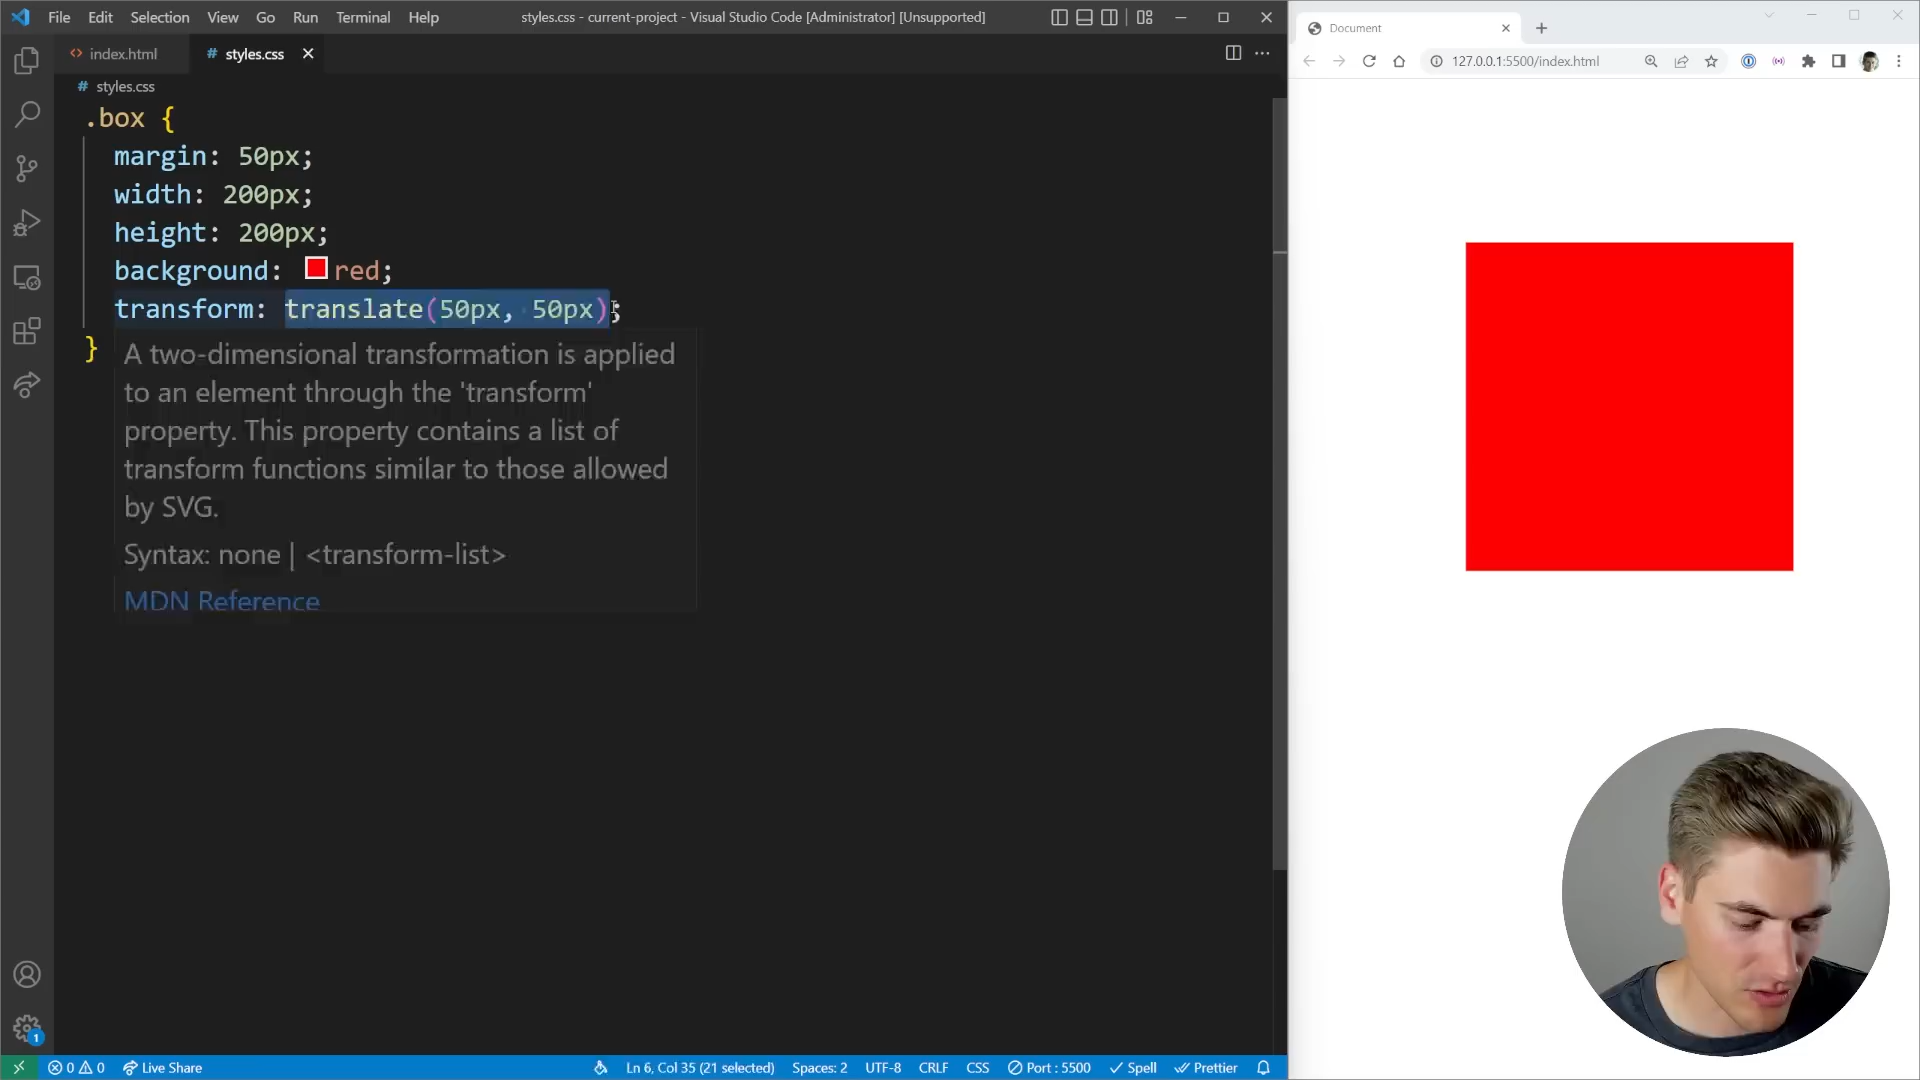 File Edit Selection View Go Run Terminal Help
styles.css - current-project - Visual Studio Code [Administrator] [Unsupported]
index.html
# styles.css
# styles.css
.box {
margin: 50px;
width: 200px;
height: 200px;
background: red;
transform: translate(50px, 50px);
}
A two-dimensional transformation is applied
to an element through the 'transform'
property. This property contains a list of
transform functions similar to those allowed
by SVG.
Syntax: none | <transform-list>
MDN Reference
1
0 0 Live Share
Ln 6, Col 35 (21 selected) Spaces: 2 UTF-8 CRLF CSS Port : 5500 Spell Prettier
Document
127.0.0.1:5500/index.html